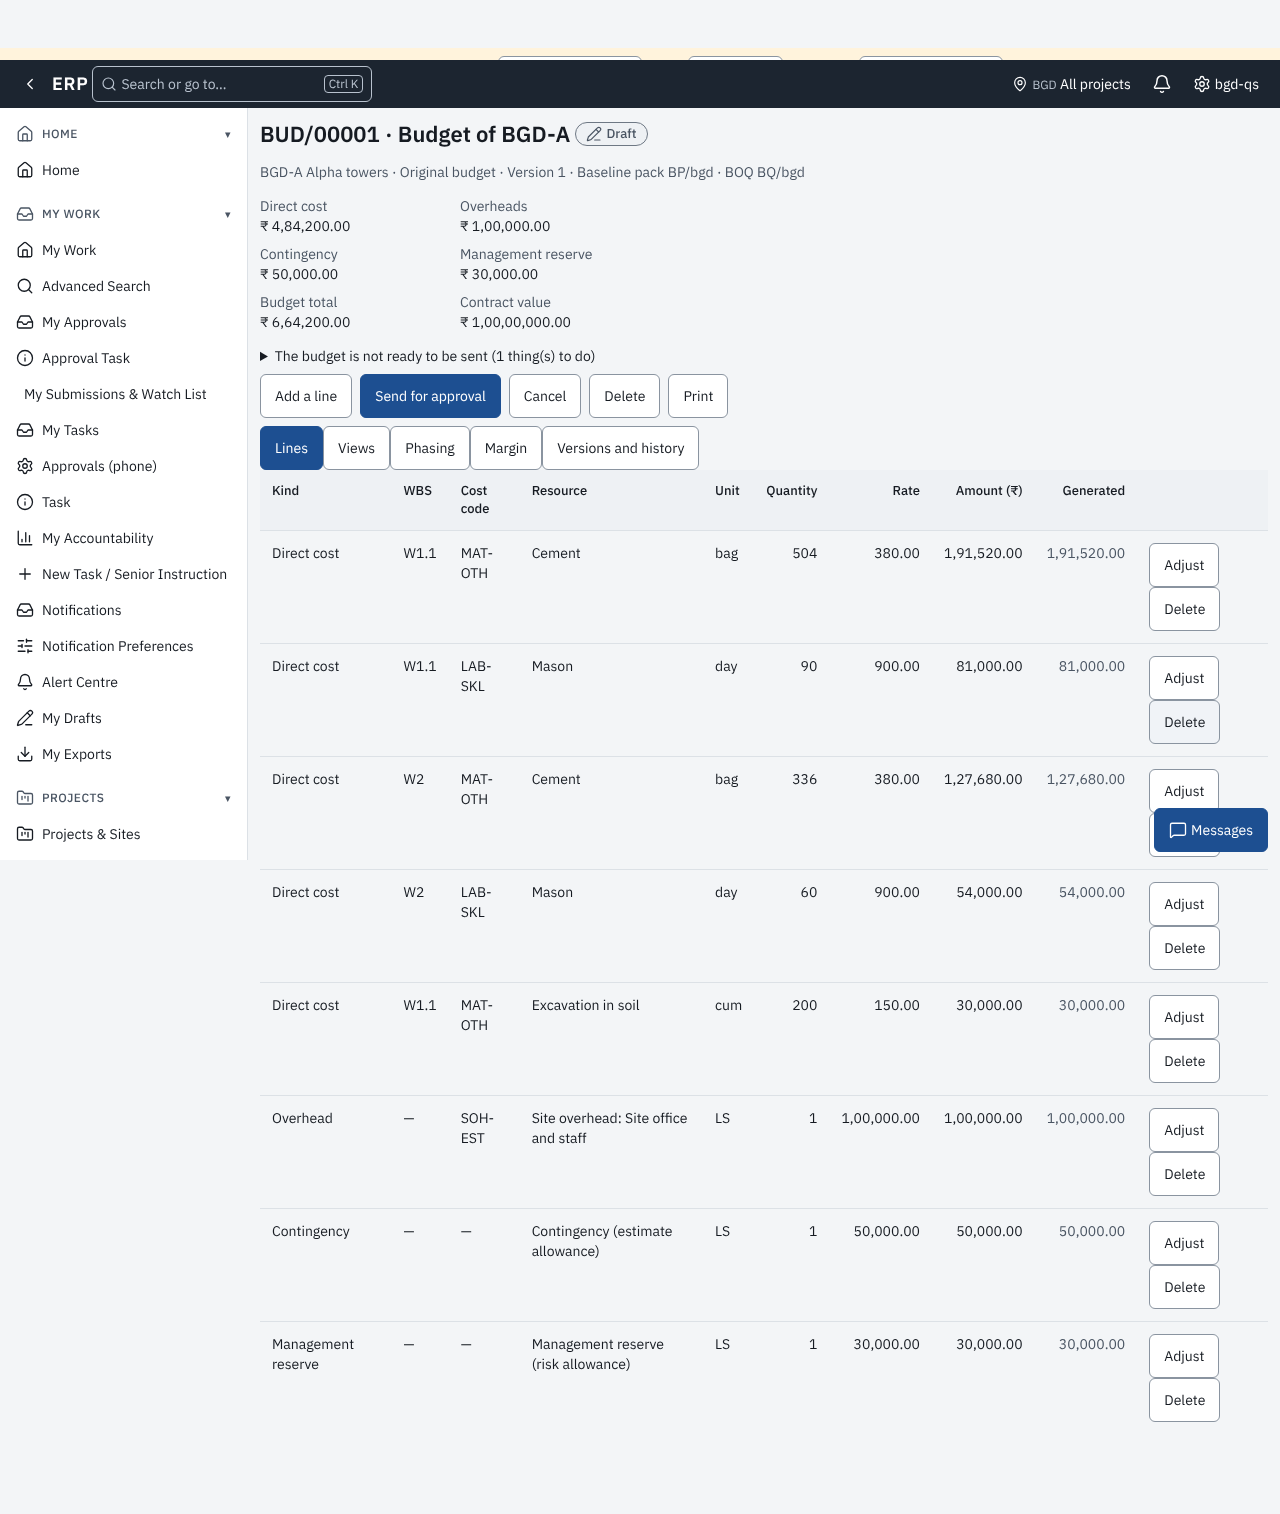 ERP
Search or go to...
Ctrl K
BGD All projects
bgd-qs
HOME
Home
MY WORK
My Work
Advanced Search
My Approvals
Approval Task
My Submissions & Watch List
My Tasks
Approvals (phone)
Task
My Accountability
New Task / Senior Instruction
Notifications
Notification Preferences
Alert Centre
My Drafts
My Exports
PROJECTS
Projects & Sites
BUD/00001 · Budget of BGD-A Draft
BGD-A Alpha towers · Original budget · Version 1 · Baseline pack BP/bgd · BOQ BQ/bgd
Direct cost Overheads
₹ 4,84,200.00 ₹ 1,00,000.00
Contingency Management reserve
₹ 50,000.00 ₹ 30,000.00
Budget total Contract value
₹ 6,64,200.00 ₹ 1,00,00,000.00
The budget is not ready to be sent (1 thing(s) to do)
Add a line Send for approval Cancel Delete Print
Lines Views Phasing Margin Versions and history
Kind WBS Cost code Resource Unit Quantity Rate Amount (₹) Generated
Direct cost W1.1 MAT-OTH Cement bag 504 380.00 1,91,520.00 1,91,520.00 Adjust
Delete
Direct cost W1.1 LAB-SKL Mason day 90 900.00 81,000.00 81,000.00 Adjust
Delete
Direct cost W2 MAT-OTH Cement bag 336 380.00 1,27,680.00 1,27,680.00 Adjust
Messages
Direct cost W2 LAB-SKL Mason day 60 900.00 54,000.00 54,000.00 Adjust
Delete
Direct cost W1.1 MAT-OTH Excavation in soil cum 200 150.00 30,000.00 30,000.00 Adjust
Delete
Overhead — SOH-EST Site overhead: Site office and staff LS 1 1,00,000.00 1,00,000.00 1,00,000.00 Adjust
Delete
Contingency — — Contingency (estimate allowance) LS 1 50,000.00 50,000.00 50,000.00 Adjust
Delete
Management reserve — — Management reserve (risk allowance) LS 1 30,000.00 30,000.00 30,000.00 Adjust
Delete